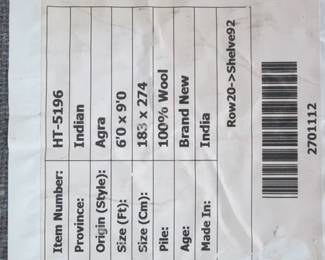 Item Number: HT-5196
Province: Indian
Origin (Style): Agra
Size (Ft): 6'0 x 9'0
Size (Cm): 183 x 274
Pile: 100% Wool
Age: Brand New
Made In: India
Row20->Shelve92
2701112